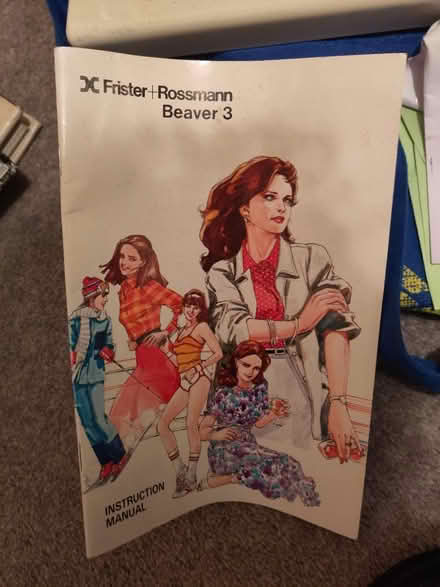 Frister+Rossmann
Beaver 3
INSTRUCTION
MANUAL